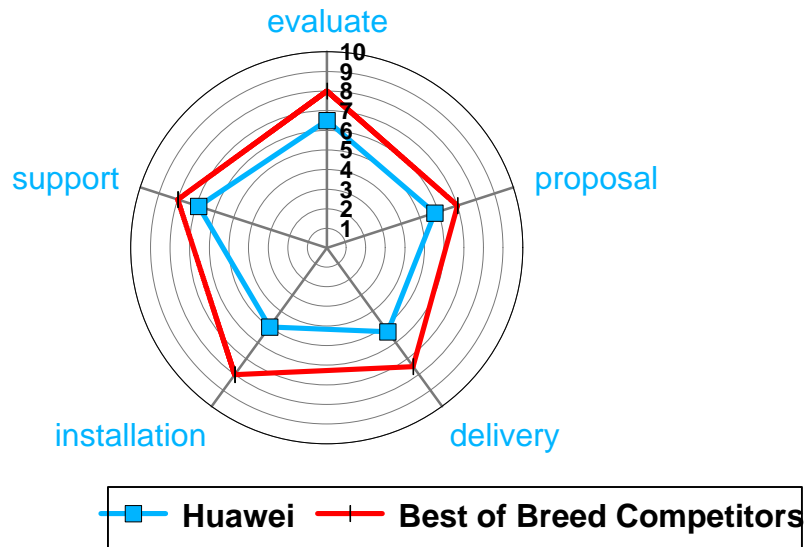 evaluate
10
9
8
7
6
5
4
3
2
1
support
proposal
installation
delivery
Huawei
Best of Breed Competitors